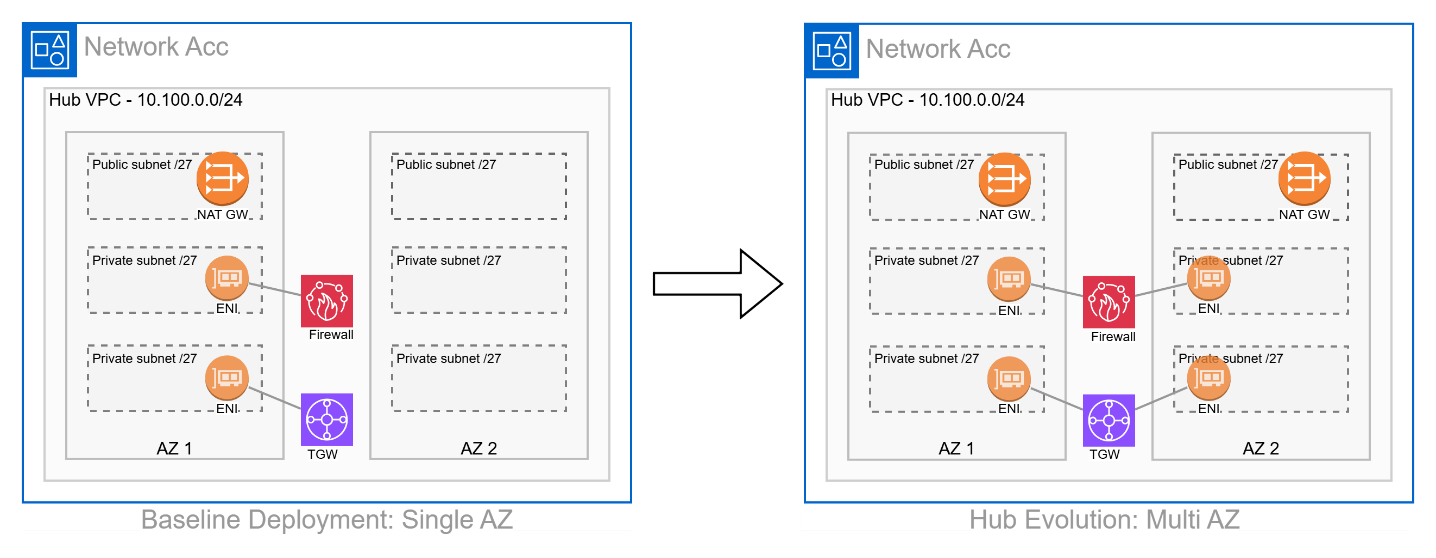 Network Acc
Hub VPC - 10.100.0.0/24
Public subnet /27
NAT GW
Private subnet /27
ENI
Firewall
Private subnet /27
ENI
TGW
AZ 1
Public subnet /27
Private subnet /27
Private subnet /27
AZ 2
Baseline Deployment: Single AZ
Network Acc
Hub VPC - 10.100.0.0/24
Public subnet /27
NAT GW
Private subnet /27
ENI
Firewall
Private subnet /27
ENI
TGW
AZ 1
Public subnet /27
NAT GW
Private subnet /27
ENI
Private subnet /27
ENI
AZ 2
Hub Evolution: Multi AZ